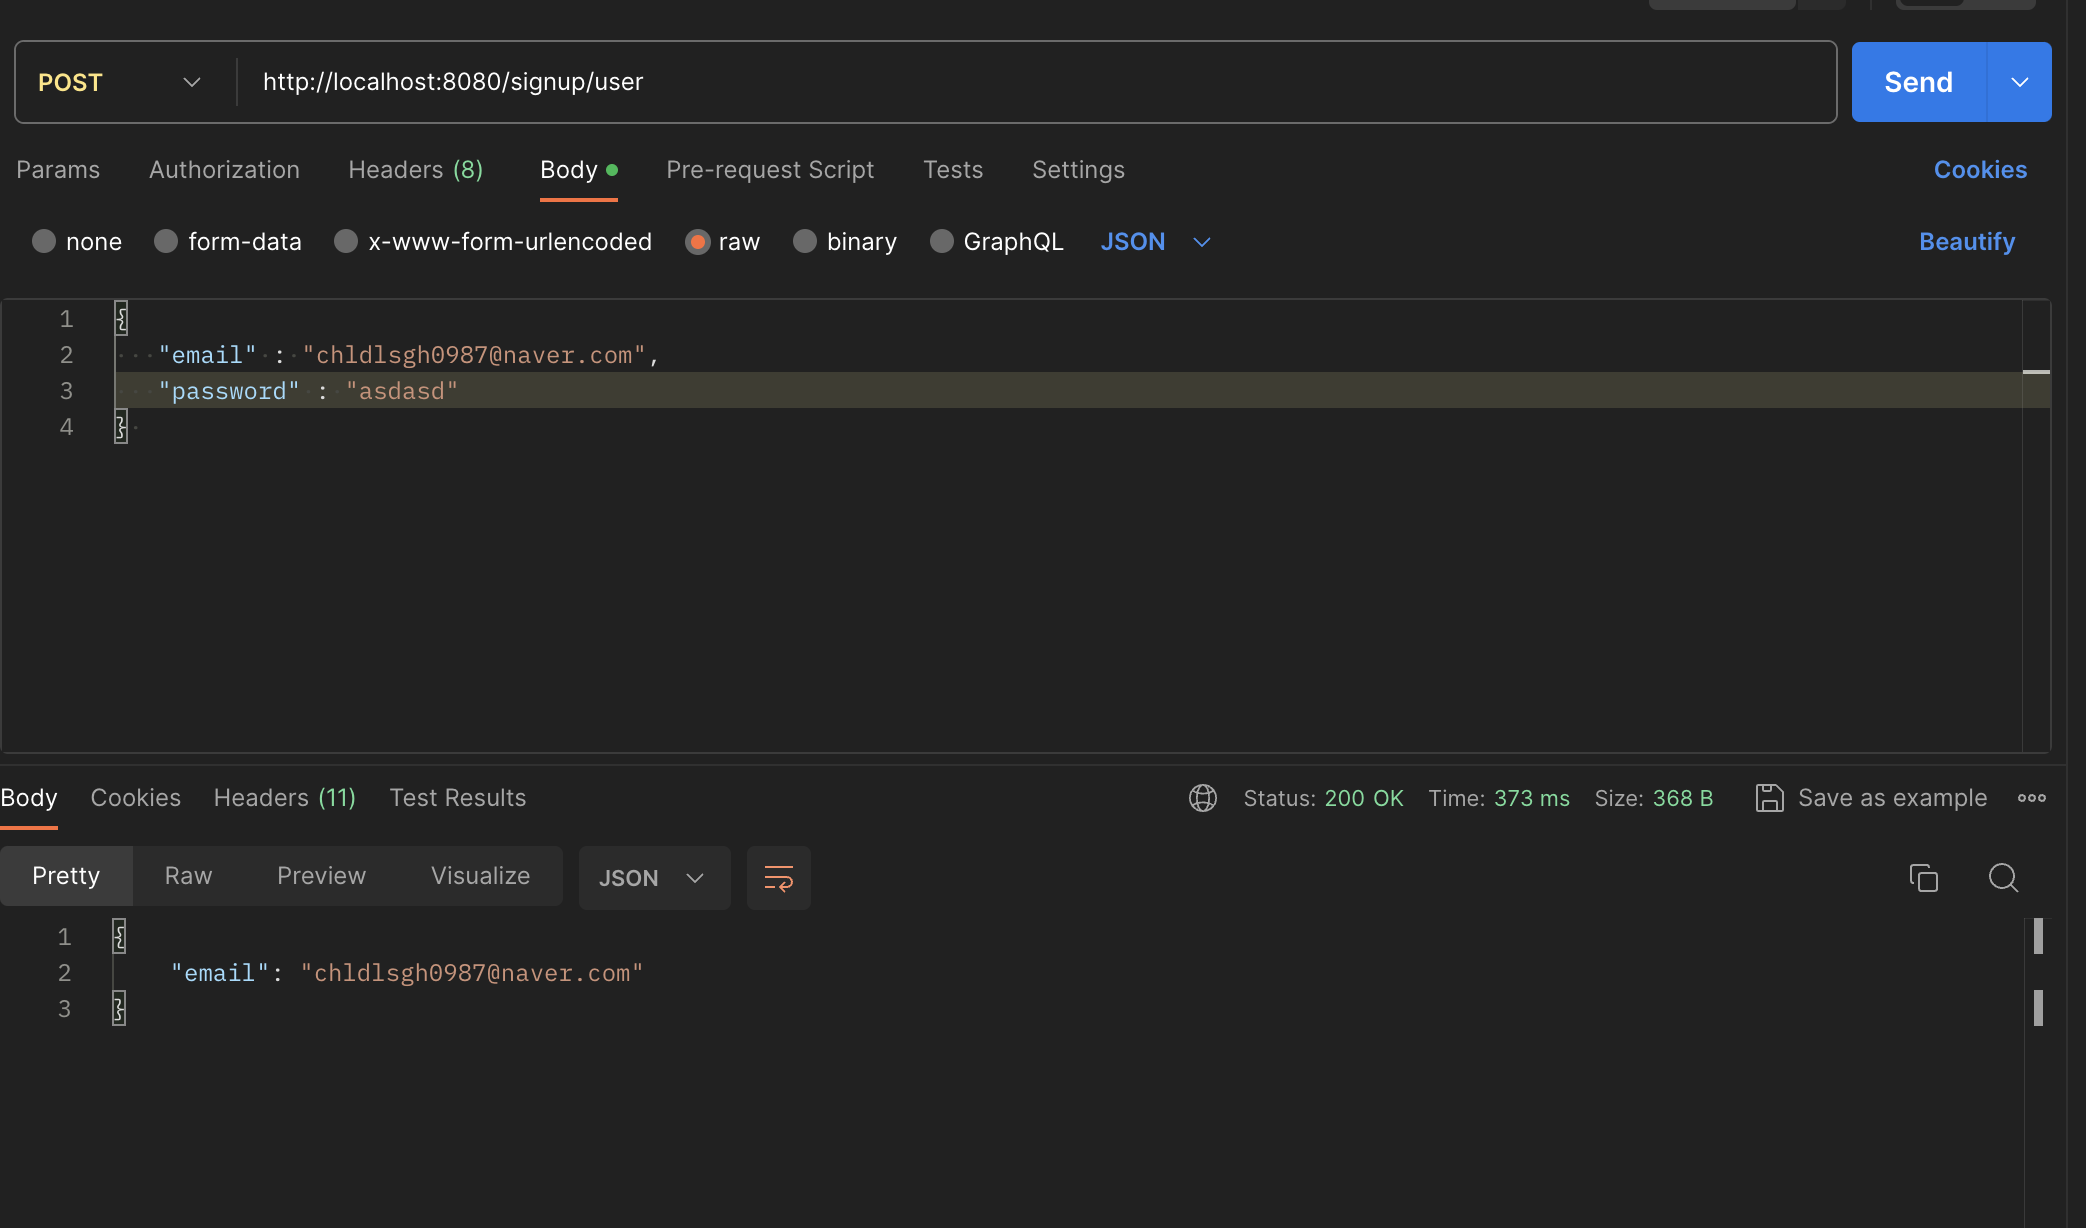 POST http://localhost:8080/signup/user Send
Params Authorization Headers (8) Body Pre-request Script Tests Settings Cookies
none form-data x-www-form-urlencoded raw binary GraphQL JSON Beautify
1 {
2 "email" : "chldlsgh0987@naver.com",
3 "password" : "asdasd"
4 }
Body Cookies Headers (11) Test Results Status: 200 OK Time: 373 ms Size: 368 B Save as example
Pretty Raw Preview Visualize JSON
1 {
2 "email": "chldlsgh0987@naver.com"
3 }